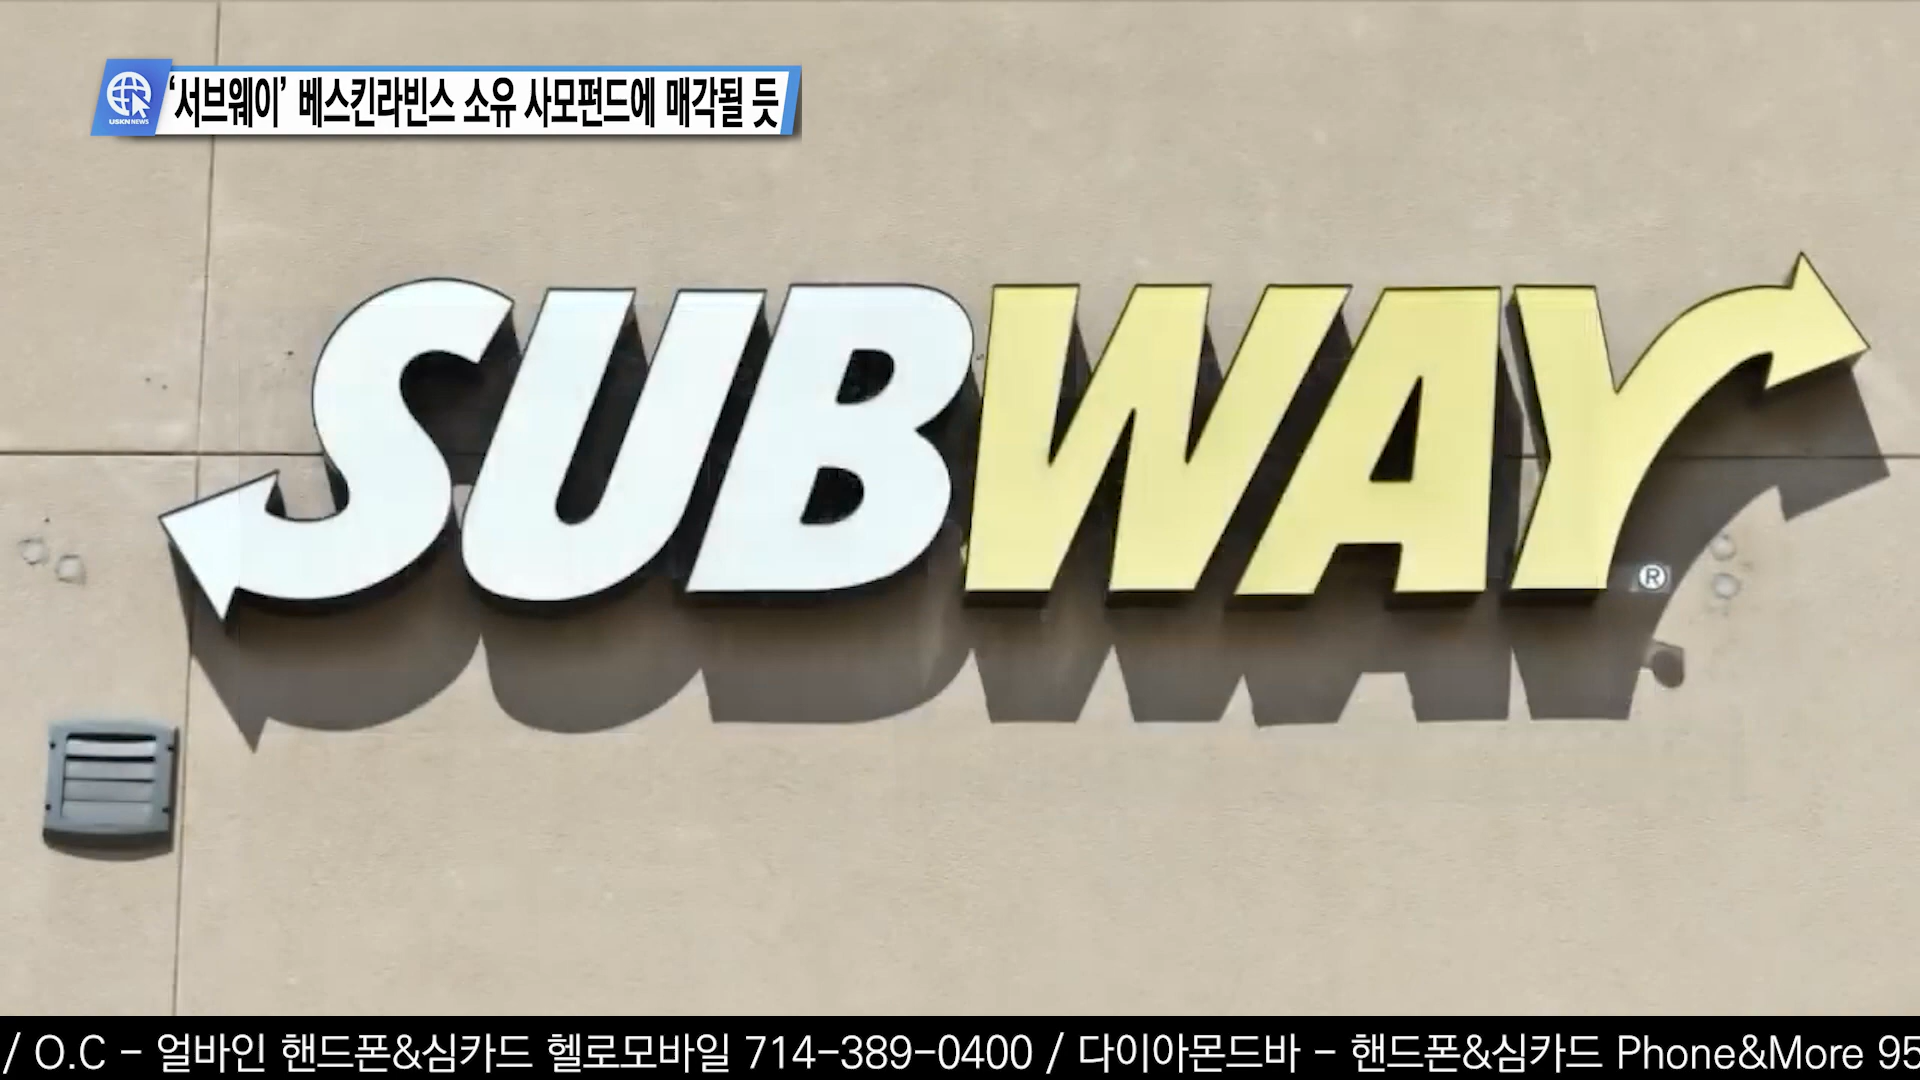 '서브웨이' 베스킨라빈스 소유 사모펀드에 매각될 듯
USKN NEWS
SUBWAY
®
/ O.C - 얼바인 핸드폰&심카드 헬로모바일 714-389-0400 / 다이아몬드바 - 핸드폰&심카드 Phone&More 95